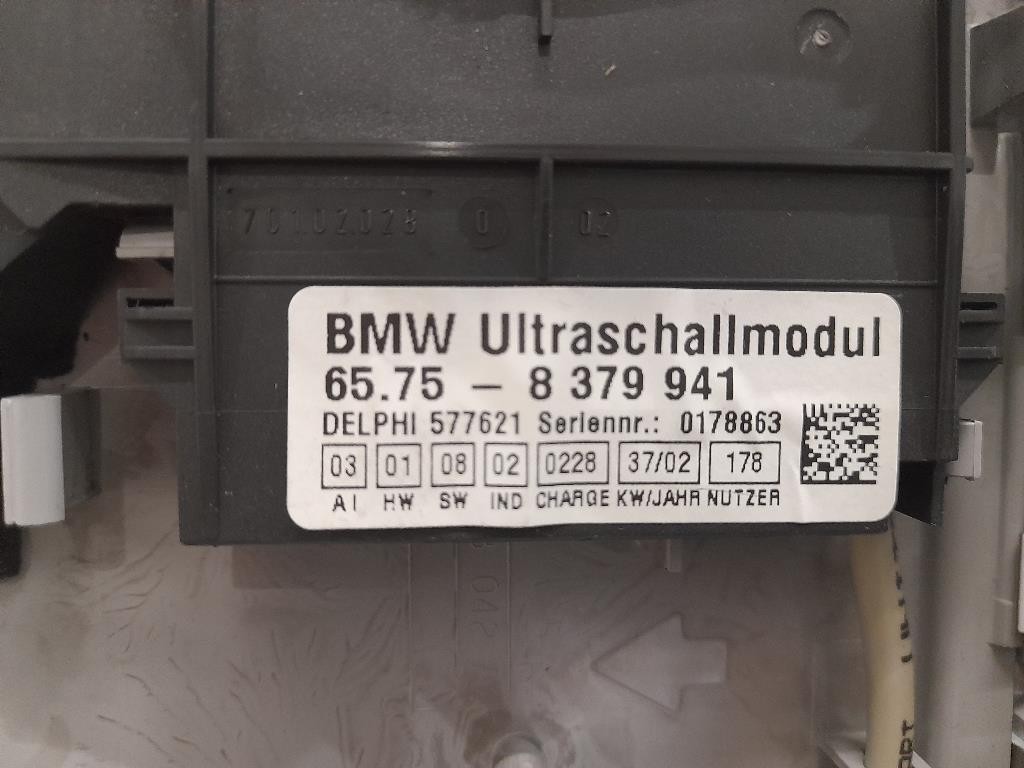 70102028 0 02
BMW Ultraschallmodul
65.75 – 8 379 941
DELPHI 577621 Seriennr.: 0178863
03 01 08 02 0228 37/02 178
AI HW SW IND CHARGE KW/JAHR NUTZER